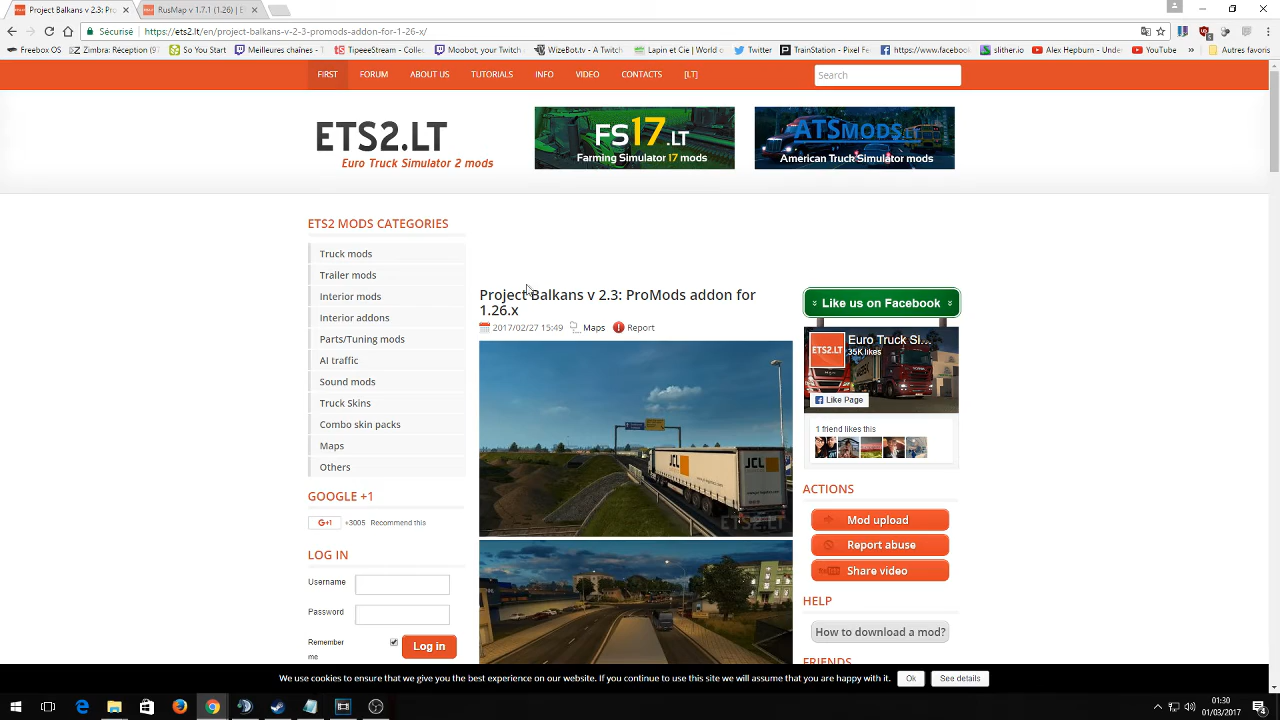 Project Balkans v 2.3: Pro
RusMap v 1.7.1 (1.26) | E
Sécurisé
https://ets2.lt/en/project-balkans-v-2-3-promods-addon-for-1-26-x/
Freebox OS
Zimbra: Réception (97)
So You Start
Meilleures chaînes - T
TipeeeStream - Collect
Moobot, your Twitch
WizeBot.tv - A Twitch
Lapin et Cie | World o
Twitter
TrainStation - Pixel Fe
https://www.faceboo
slither.io
Alex Hepburn - Unde
YouTube
»
Autres favoris
FIRST
FORUM
ABOUT US
TUTORIALS
INFO
VIDEO
CONTACTS
[LT]
Search
ETS2.LT
Euro Truck Simulator 2 mods
FS17.LT
Farming Simulator 17 mods
ATSMODS.LT
American Truck Simulator mods
ETS2 MODS CATEGORIES
Truck mods
Trailer mods
Interior mods
Interior addons
Parts/Tuning mods
AI traffic
Sound mods
Truck Skins
Combo skin packs
Maps
Others
GOOGLE +1
G+1
+3005 Recommend this
LOG IN
Username
Password
Remember
me
Log in
Project Balkans v 2.3: ProMods addon for
1.26.x
2017/02/27 15:49
Maps
Report
JCL
JCL
ETS2.LT
Like us on Facebook
ETS2.LT
Euro Truck Si...
35K likes
Like Page
1 friend likes this
ACTIONS
Mod upload
Report abuse
Share video
HELP
How to download a mod?
FRIENDS
We use cookies to ensure that we give you the best experience on our website. If you continue to use this site we will assume that you are happy with it.
Ok
See details
01:30
01/03/2017